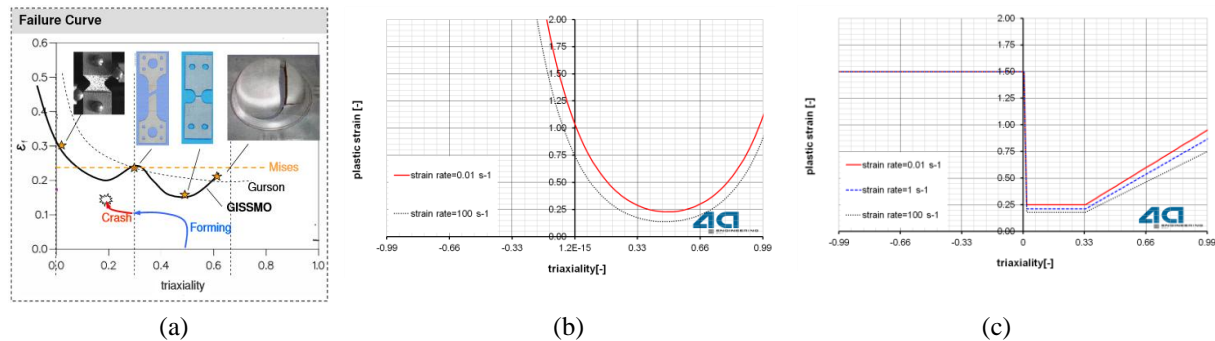 Failure Curve
0.6
0.5
0.4
0.3
0.2
0.1
0.0
εf
Mises
Gurson
GISSMO
Crash
Forming
0.0
0.2
0.4
0.6
0.8
1.0
triaxiality
(a)
2.00
1.75
1.50
1.25
1.00
0.75
0.50
0.25
0.00
plastic strain [-]
strain rate=0.01 s-1
strain rate=100 s-1
4a
ENGINEERING
-0.99
-0.66
-0.33
1.2E-15
0.33
0.66
0.99
triaxiality[-]
(b)
2.00
1.75
1.50
1.25
1.00
0.75
0.50
0.25
0.00
plastic strain [-]
strain rate=0.01 s-1
strain rate=1 s-1
strain rate=100 s-1
4a
ENGINEERING
-0.99
-0.66
-0.33
0
0.33
0.66
0.99
triaxiality[-]
(c)